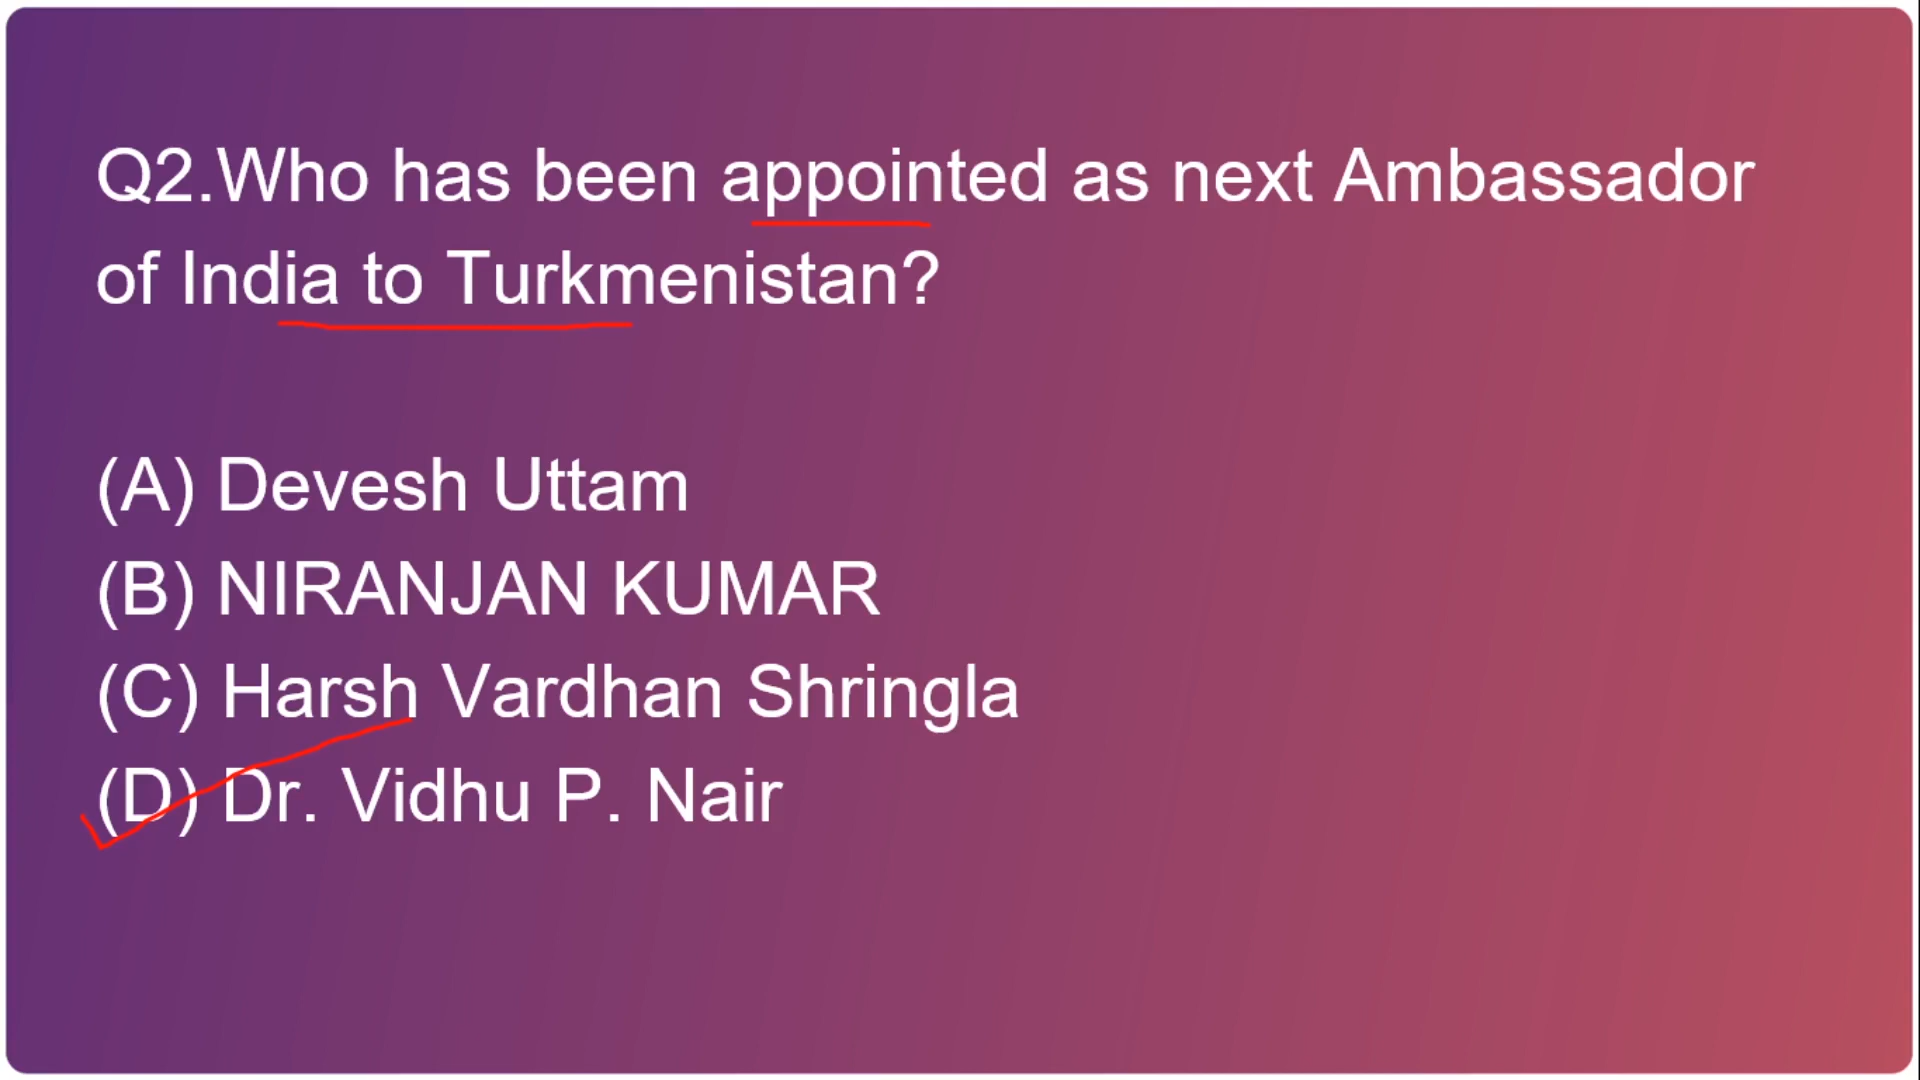 Q2.Who has been appointed as next Ambassador
of India to Turkmenistan?
(A) Devesh Uttam
(B) NIRANJAN KUMAR
(C) Harsh Vardhan Shringla
(D) Dr. Vidhu P. Nair